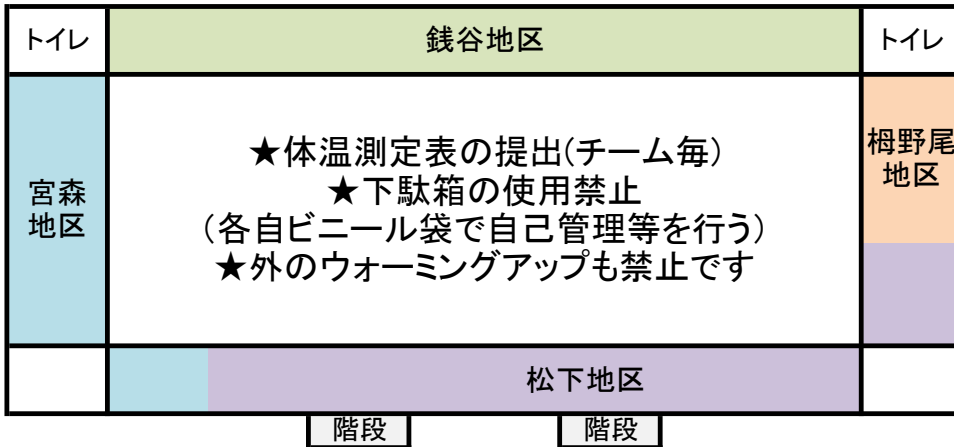 トイレ
銭谷地区
トイレ
宮森
地区
★体温測定表の提出(チーム毎)
★下駄箱の使用禁止
(各自ビニール袋で自己管理等を行う)
★外のウォーミングアップも禁止です
栂野尾
地区
松下地区
階段
階段